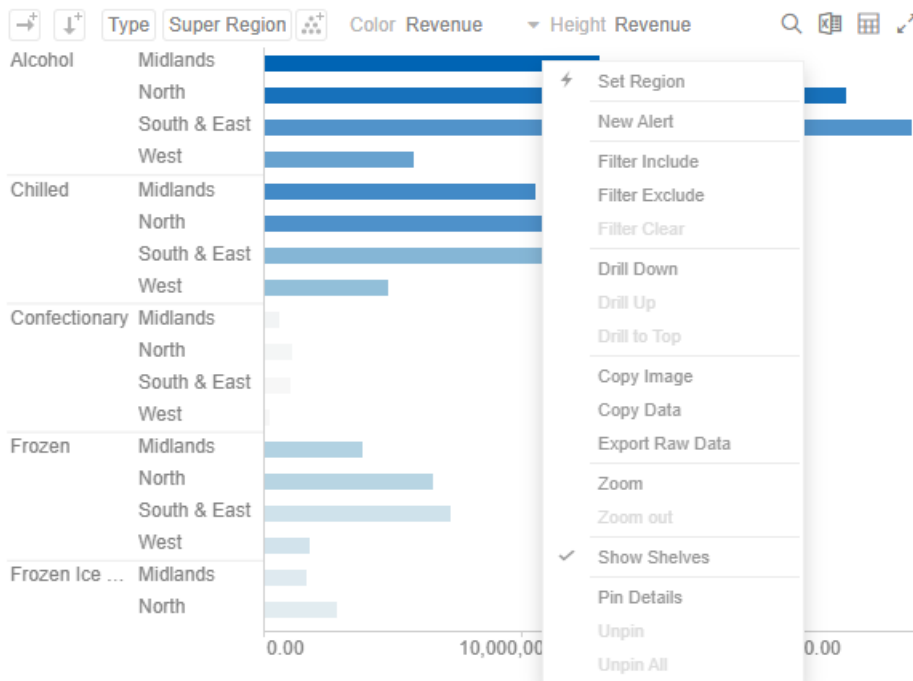 Type Super Region Color Revenue Height Revenue
Alcohol Midlands
North
South & East
West
Chilled Midlands
North
South & East
West
Confectionary Midlands
North
South & East
West
Frozen Midlands
North
South & East
West
Frozen Ice ... Midlands
North
0.00 10,000,00 0.00
Set Region
New Alert
Filter Include
Filter Exclude
Filter Clear
Drill Down
Drill Up
Drill to Top
Copy Image
Copy Data
Export Raw Data
Zoom
Zoom out
Show Shelves
Pin Details
Unpin
Unpin All